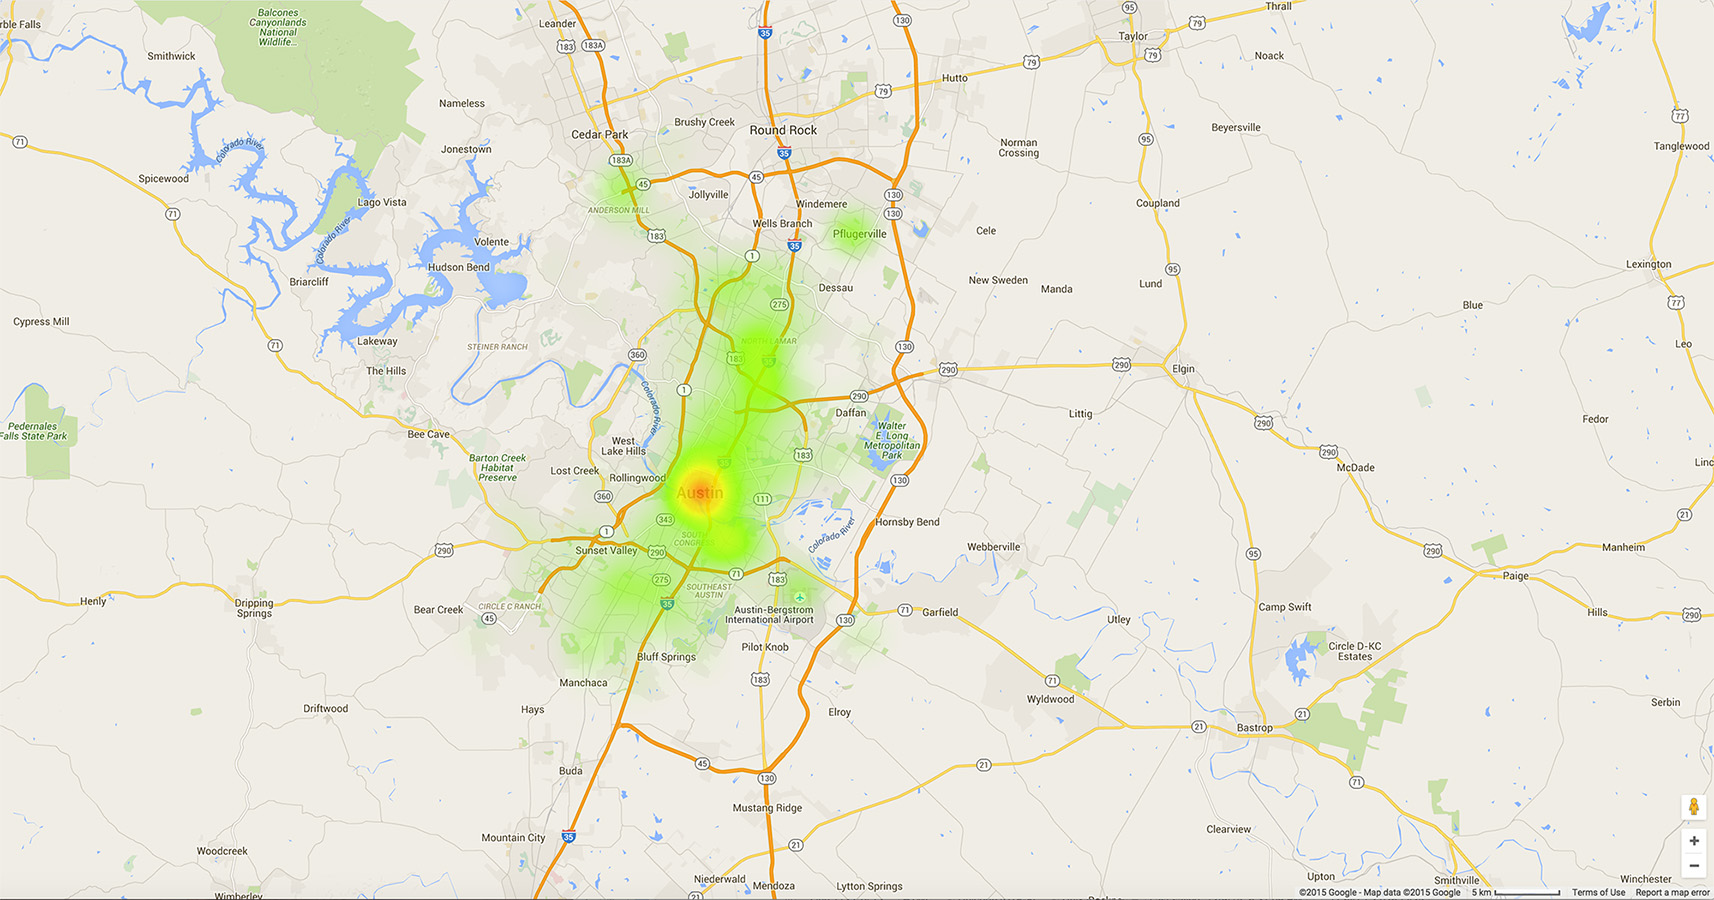 Leander
Thrall
95
130
rble Falls
Balcones
Canyonlands
National
Wildlife...
35
79
Taylor
183
183A
Smithwick
79
Noack
79
Hutto
79
Nameless
77
Brushy Creek
Round Rock
Beyersville
Cedar Park
95
71
Colorado River
Jonestown
35
Norman
Crossing
Tanglewood
183A
Spicewood
45
45
Jollyville
130
Lago Vista
Windemere
Coupland
71
ANDERSON MILL
130
Wells Branch
Pflugerville
Cele
183
Colorado River
Volente
35
1
Hudson Bend
Lexington
95
Briarcliff
Dessau
New Sweden
Manda
Lund
275
77
Blue
Cypress Mill
Lakeway
NORTH LAMAR
Leo
71
STEINER RANCH
360
183
35
130
The Hills
290
290
Elgin
1
Colorado River
290
Daffan
Littig
Fedor
290
Pedernales
Falls State Park
Bee Cave
West
Lake Hills
Walter
E. Long
Metropolitan
Park
290
Barton Creek
Habitat
Preserve
Lost Creek
Rollingwood
35
183
McDade
Linc
130
Austin
360
111
343
Hornsby Bend
21
1
SOUTH
CONGRESS
Colorado River
290
Sunset Valley
290
Webberville
95
290
Manheim
275
71
183
SOUTHEAST
AUSTIN
Paige
Henly
Dripping
Springs
Bear Creek
CIRCLE C RANCH
35
Austin-Bergstrom
International Airport
71
Garfield
Camp Swift
Hills
290
45
130
Utley
Pilot Knob
Circle D-KC
Estates
Bluff Springs
Manchaca
183
71
Wyldwood
Driftwood
Hays
Elroy
Serbin
21
21
Bastrop
45
21
Buda
130
71
Mustang Ridge
Mountain City
35
Clearview
21
Woodcreek
Niederwald
Mendoza
Lytton Springs
Upton
Smithville
Winchester
Wimberley
21
+
−
©2015 Google - Map data ©2015 Google
5 km
Terms of Use
Report a map error